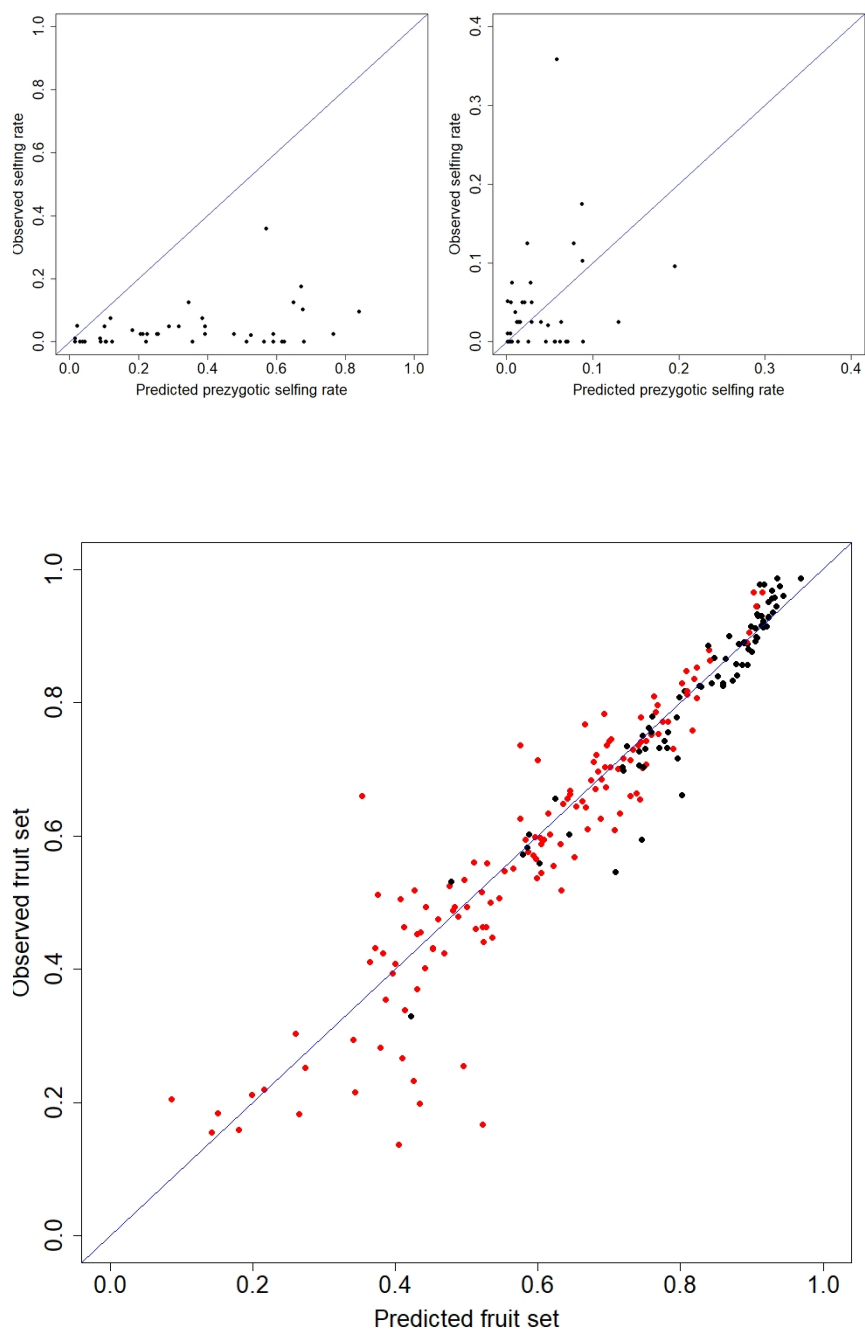 Observed selfing rate
1.0
0.8
0.6
0.4
0.2
0.0
0.0 0.2 0.4 0.6 0.8 1.0
Predicted prezygotic selfing rate
Observed selfing rate
0.4
0.3
0.2
0.1
0.0
0.0 0.1 0.2 0.3 0.4
Predicted prezygotic selfing rate
Observed fruit set
1.0
0.8
0.6
0.4
0.2
0.0
0.0 0.2 0.4 0.6 0.8 1.0
Predicted fruit set